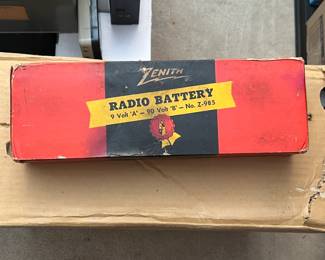 ZENITH
RADIO BATTERY
9 Volt "A" - 90 Volt "B" - No. Z-985